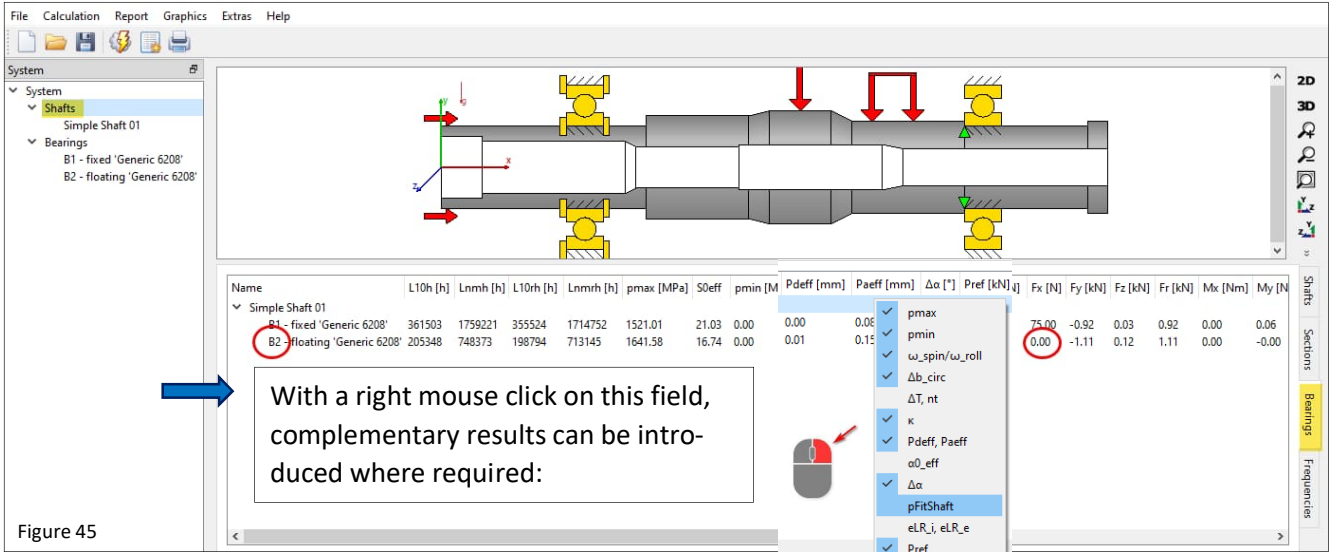 File Calculation Report Graphics Extras Help
System
System
Shafts
Simple Shaft 01
Bearings
B1 - fixed 'Generic 6208'
B2 - floating 'Generic 6208'
y
g
x
z
2D
3D
Y z
z Y
»
Shafts
Sections
Bearings
Frequencies
Name L10h [h] Lnmh [h] L10rh [h] Lnmrh [h] pmax [MPa] S0eff pmin [M Pdeff [mm] Paeff [mm] Δα [°] Pref [kN] Fx [N] Fy [kN] Fz [kN] Fr [kN] Mx [Nm] My [N
Simple Shaft 01
B1 - fixed 'Generic 6208' 361503 1759221 355524 1714752 1521.01 21.03 0.00 0.00 0.08 75.00 -0.92 0.03 0.92 0.00 0.06
B2 - floating 'Generic 6208' 205348 748373 198794 713145 1641.58 16.74 0.00 0.01 0.15 0.00 -1.11 0.12 1.11 0.00 -0.00
pmax
pmin
ω_spin/ω_roll
Δb_circ
ΔT, nt
κ
Pdeff, Paeff
α0_eff
Δα
pFitShaft
eLR_i, eLR_e
Pref
With a right mouse click on this field,
complementary results can be intro-
duced where required:
Figure 45